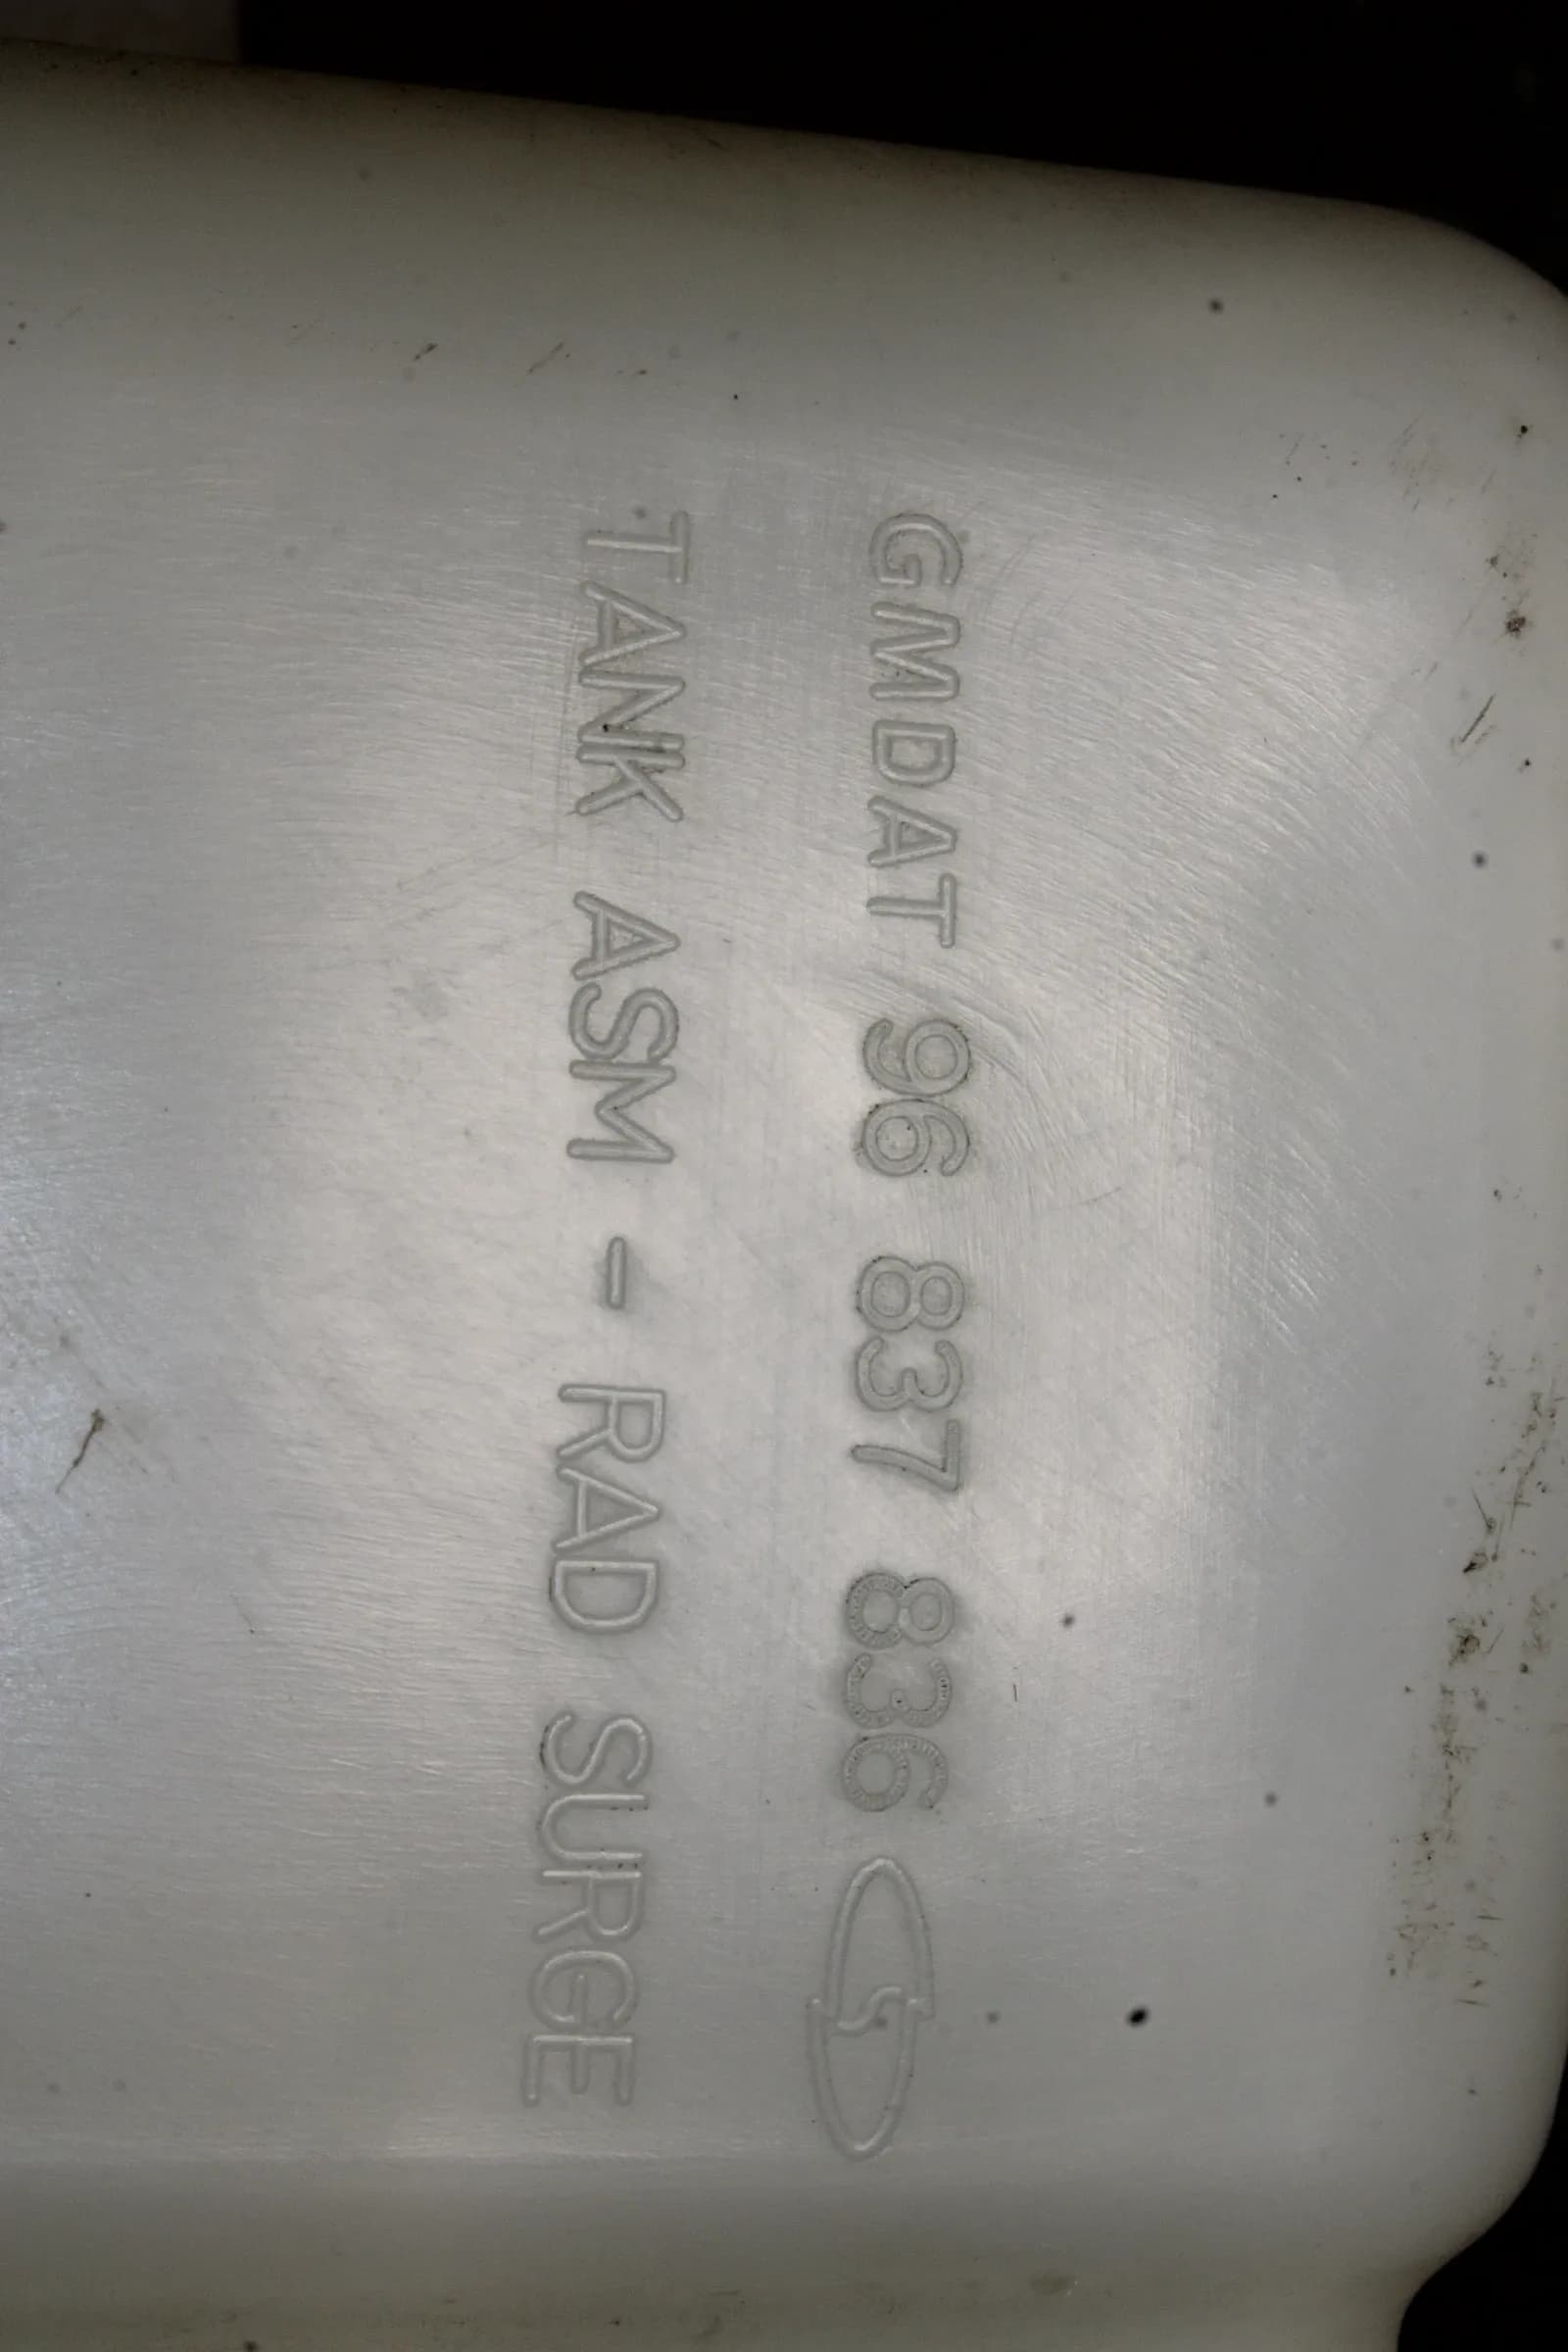 GMDAT 96 837 836
TANK ASM - RAD SURGE